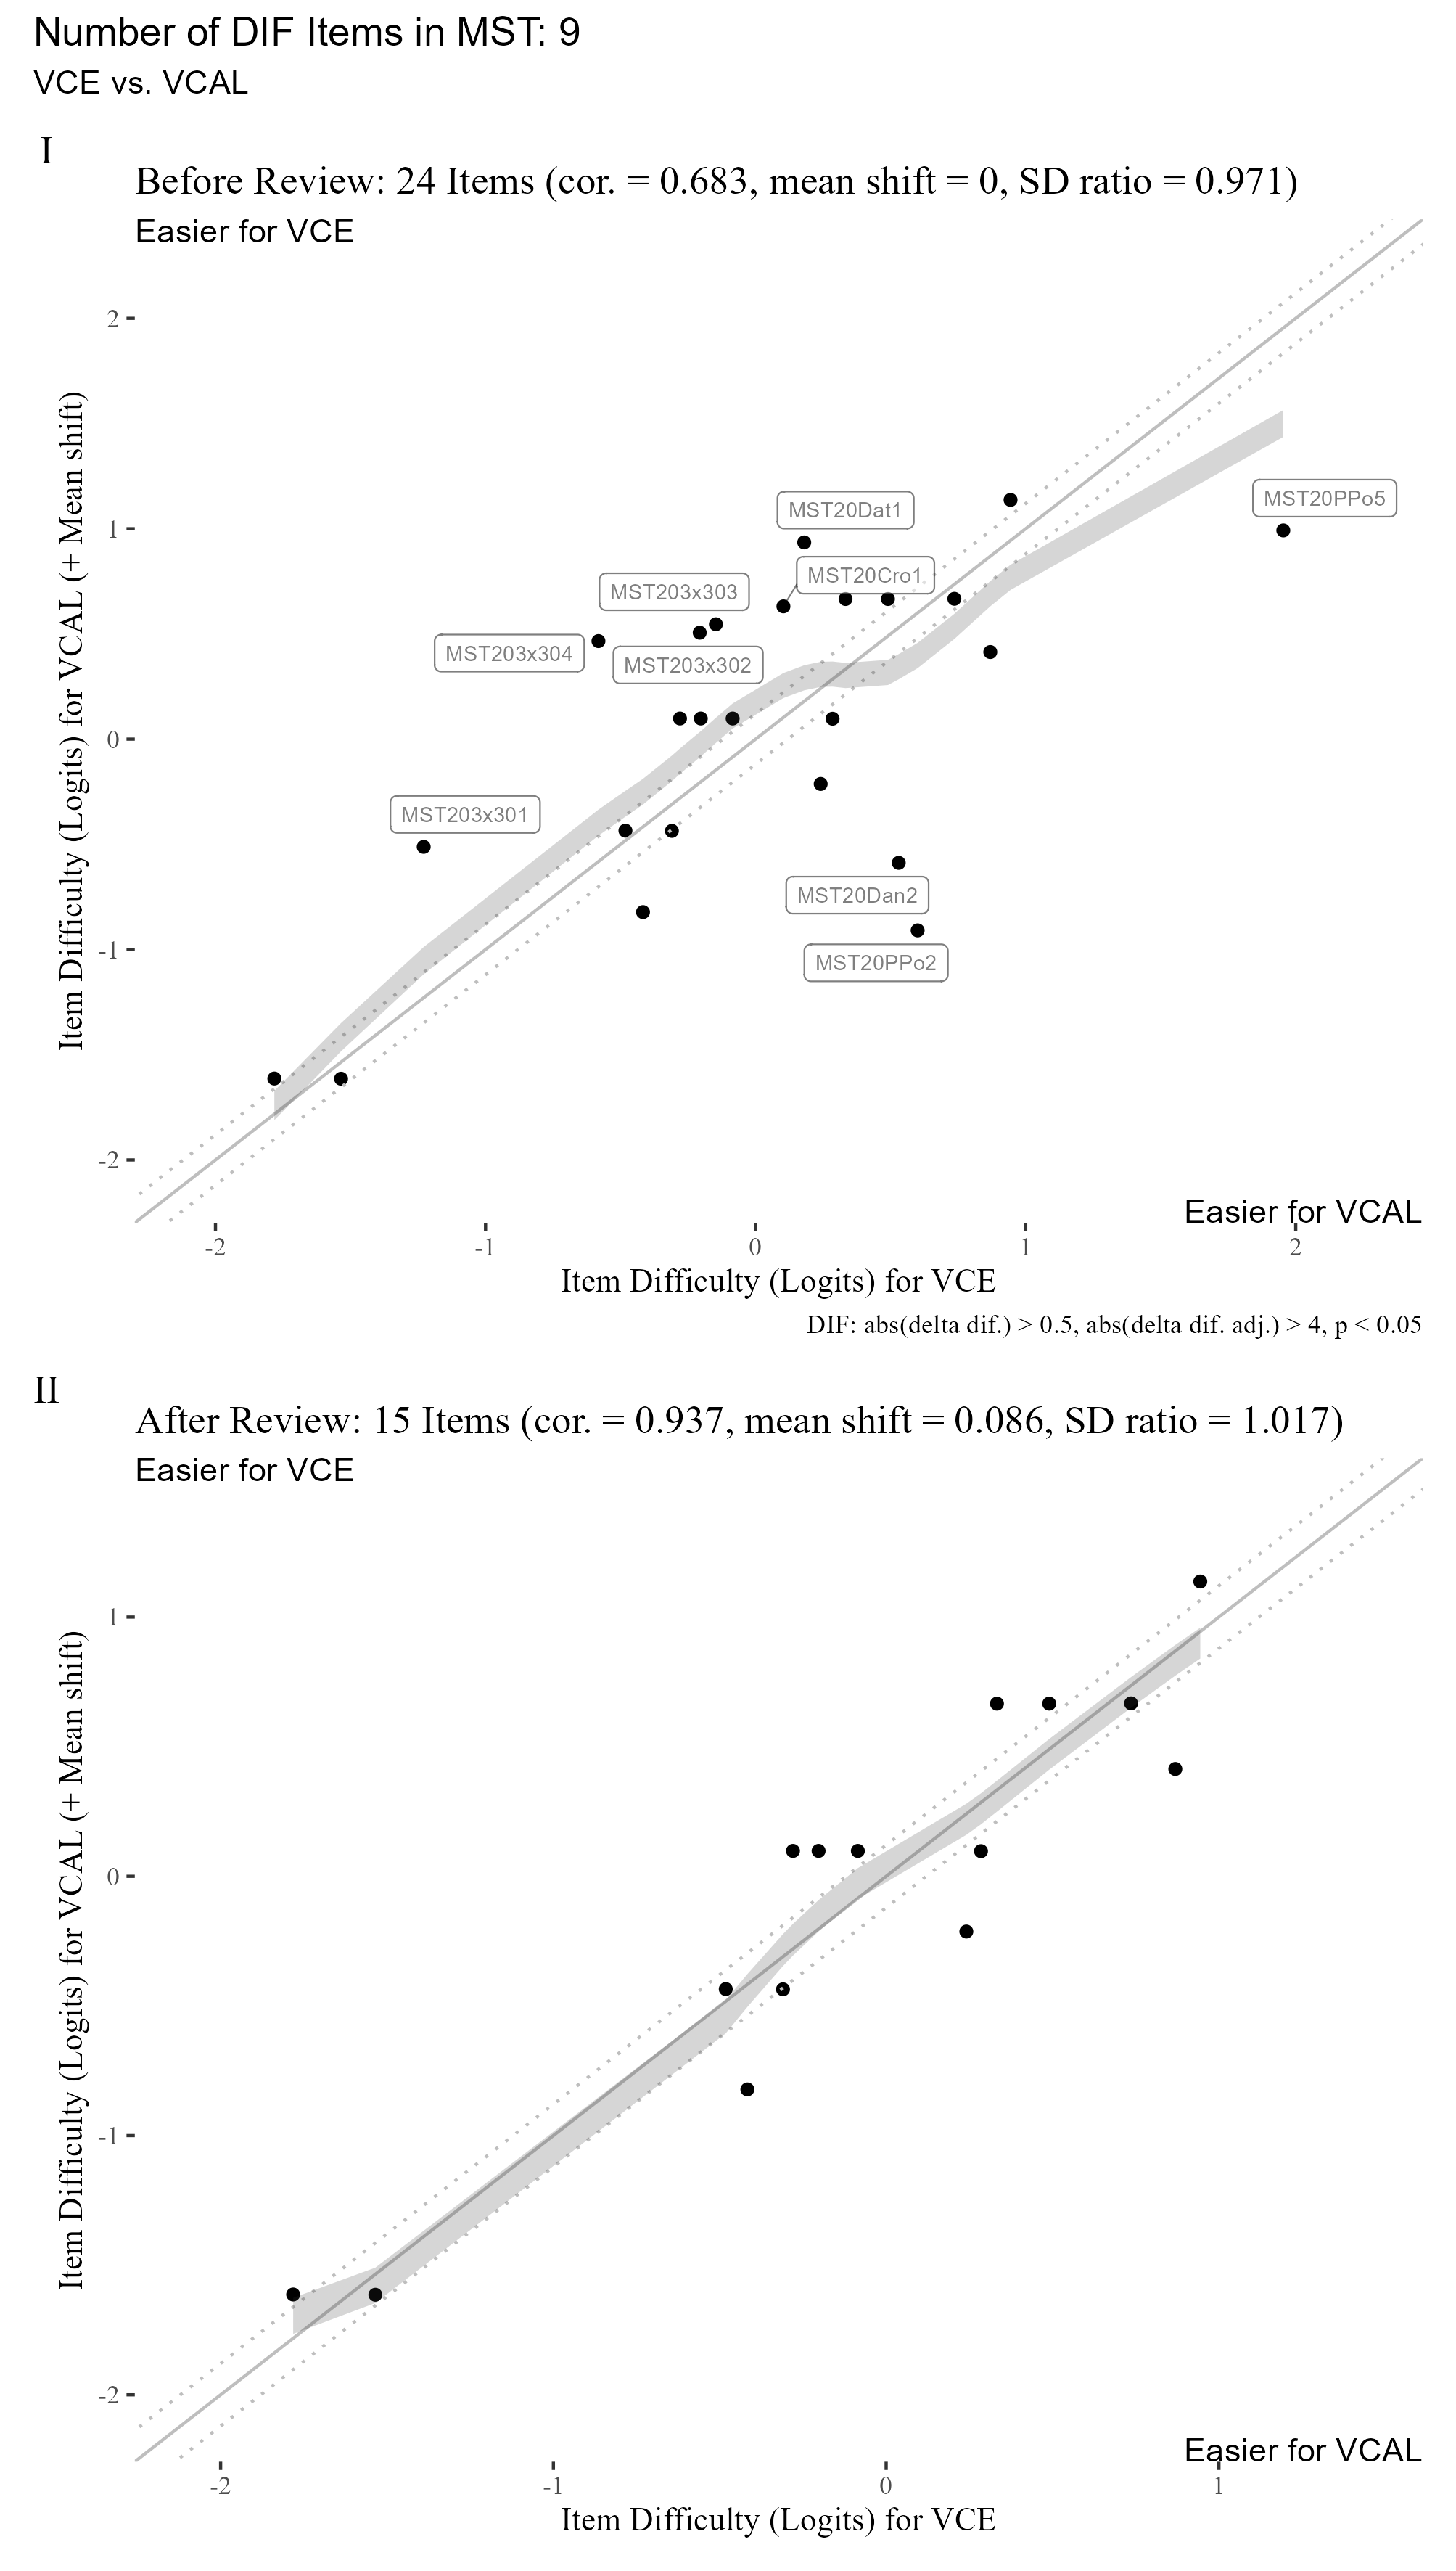 Number of DIF Items in MST: 9
VCE vs. VCAL
I
Before Review: 24 Items (cor. = 0.683, mean shift = 0, SD ratio = 0.971)
Easier for VCE
2
1
0
-1
-2
Item Difficulty (Logits) for VCAL (+ Mean shift)
MST20Dat1
MST20PPo5
MST20Cro1
MST203x303
MST203x304
MST203x302
MST203x301
MST20Dan2
MST20PPo2
Easier for VCAL
-2
-1
0
1
2
Item Difficulty (Logits) for VCE
DIF: abs(delta dif.) > 0.5, abs(delta dif. adj.) > 4, p < 0.05
II
After Review: 15 Items (cor. = 0.937, mean shift = 0.086, SD ratio = 1.017)
Easier for VCE
1
0
-1
-2
Item Difficulty (Logits) for VCAL (+ Mean shift)
Easier for VCAL
-2
-1
0
1
Item Difficulty (Logits) for VCE